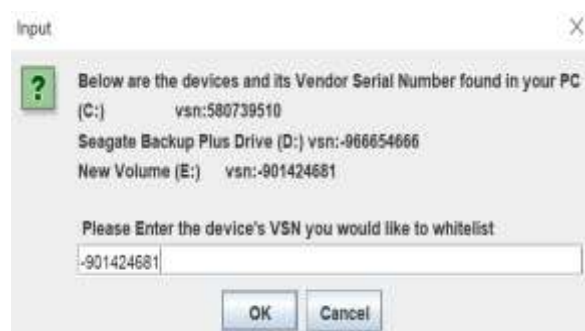 Input
Below are the devices and its Vendor Serial Number found in your PC
(C:) vsn:580739510
Seagate Backup Plus Drive (D:) vsn:-966654666
New Volume (E:) vsn:-901424681
Please Enter the device's VSN you would like to whitelist
-901424681
OK Cancel